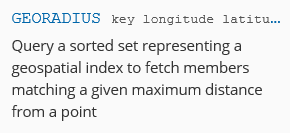 GEORADIUS key longitude latitu…
Query a sorted set representing a
geospatial index to fetch members
matching a given maximum distance
from a point